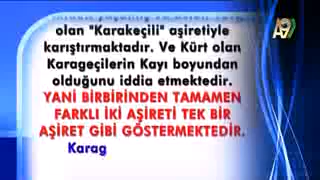 A9
olan "Karakeçili" aşiretiyle
karıştırmaktadır. Ve Kürt olan
Karageçilerin Kayı boyundan
olduğunu iddia etmektedir.
YANİ BİRBİRİNDEN TAMAMEN
FARKLI İKİ AŞİRETİ TEK BİR
AŞİRET GİBİ GÖSTERMEKTEDİR.
Karag